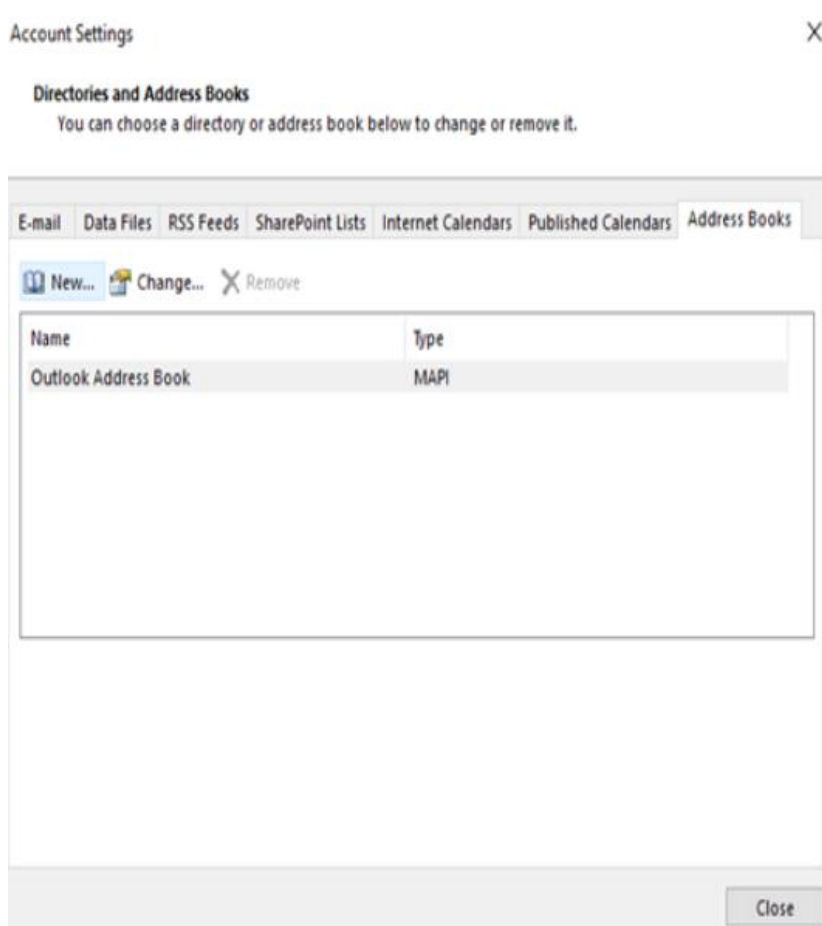 Account Settings
Directories and Address Books
You can choose a directory or address book below to change or remove it.
E-mail Data Files RSS Feeds SharePoint Lists Internet Calendars Published Calendars Address Books
New... Change... Remove
Name Type
Outlook Address Book MAPI
Close